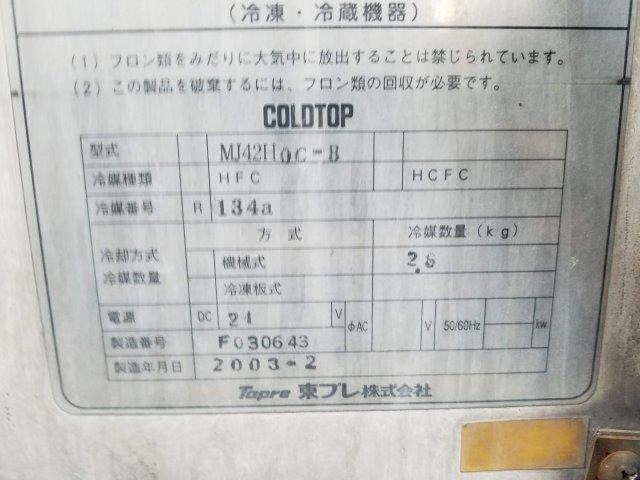 (冷凍・冷蔵機器)
(1) フロン類をみだりに大気中に放出することは禁じられています。
(2) この製品を破棄するには、フロン類の回収が必要です。
COLDTOP
型式 MJ42H0C-B
冷媒種類 HFC HCFC
冷媒番号 R 134a
冷却方式 冷媒数量 方式 冷媒数量(kg)
機械式
冷凍板式
電源 DC V φAC V 50/60Hz kw
製造番号 F030643
製造年月日 2003-2
Topre 東プレ株式会社